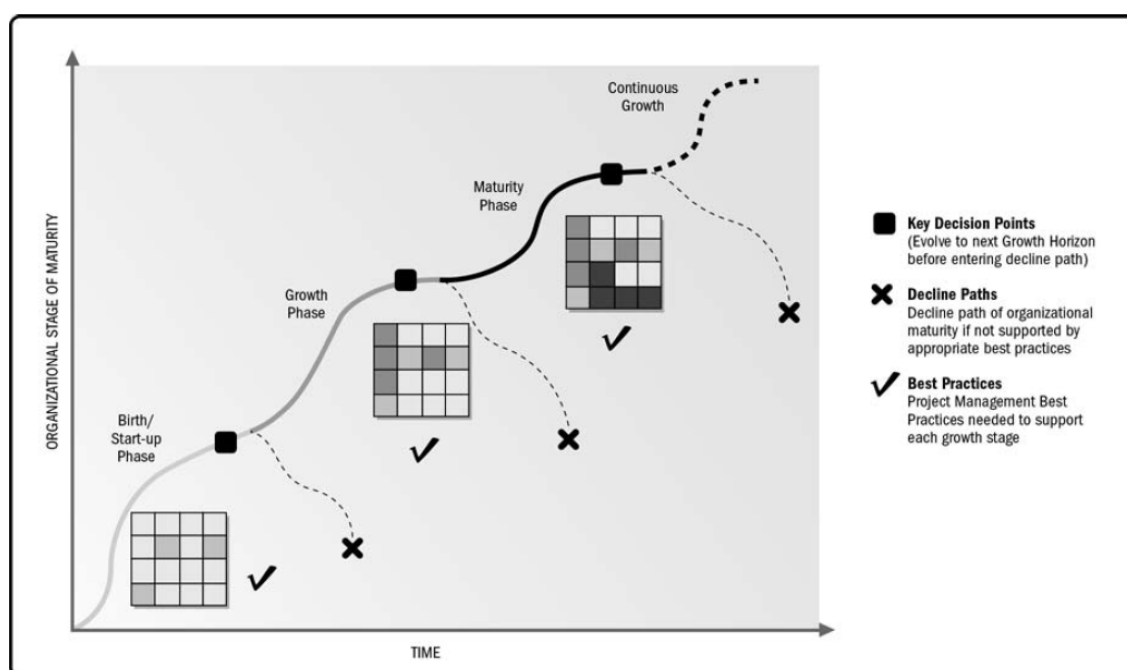 Continuous
Growth
Maturity
Phase
Growth
Phase
Birth/
Start-up
Phase
ORGANIZATIONAL STAGE OF MATURITY
TIME
Key Decision Points
(Evolve to next Growth Horizon
before entering decline path)
Decline Paths
Decline path of organizational
maturity if not supported by
appropriate best practices
Best Practices
Project Management Best
Practices needed to support
each growth stage